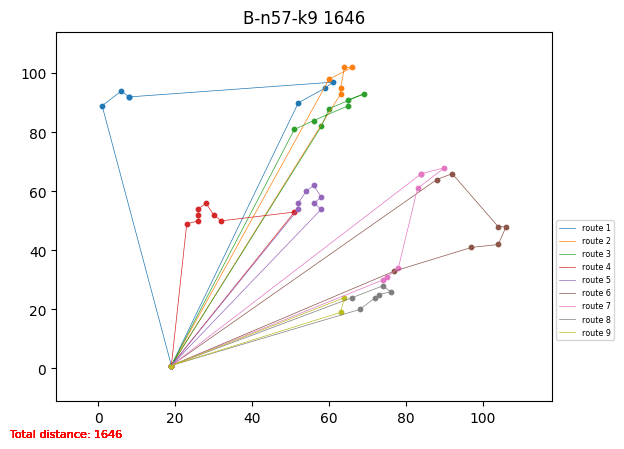 B-n57-k9 1646
100
80
60
40
20
0
0 20 40 60 80 100
route 1
route 2
route 3
route 4
route 5
route 6
route 7
route 8
route 9
Total distance: 1646